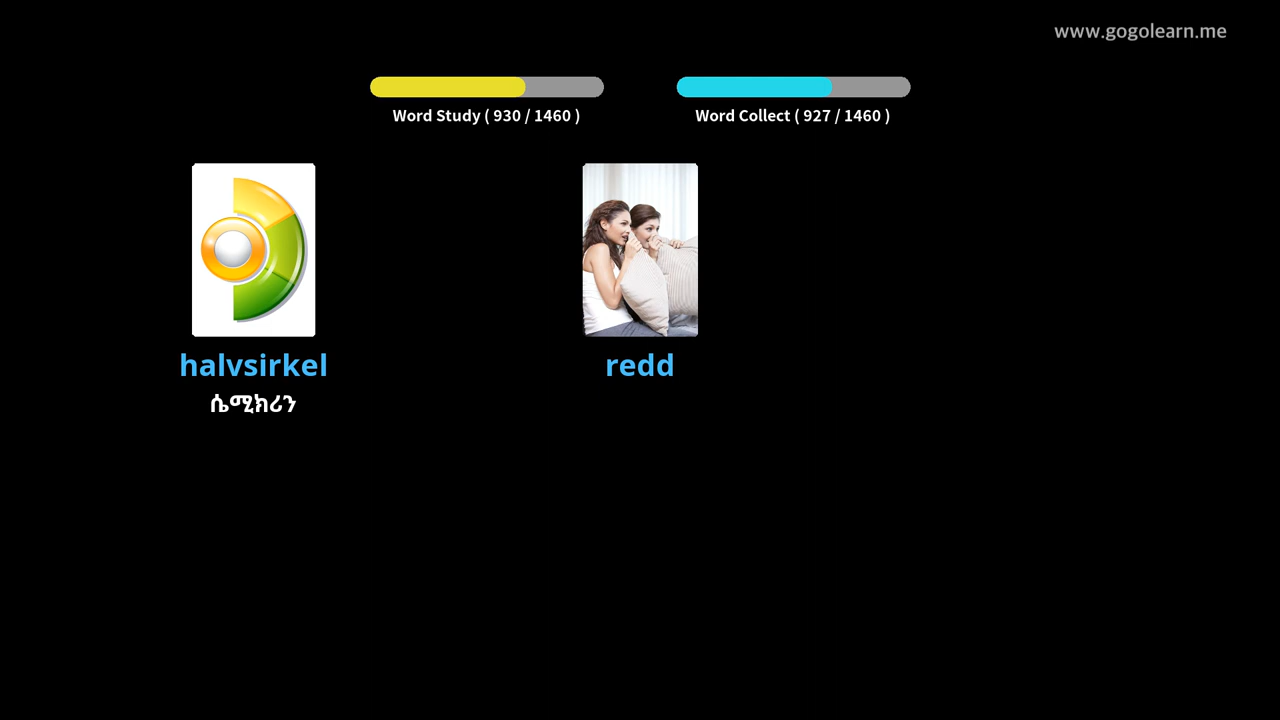 www.gogolearn.me
Word Study ( 930 / 1460 )
Word Collect ( 927 / 1460 )
halvsirkel
redd
ሴሚክሪን